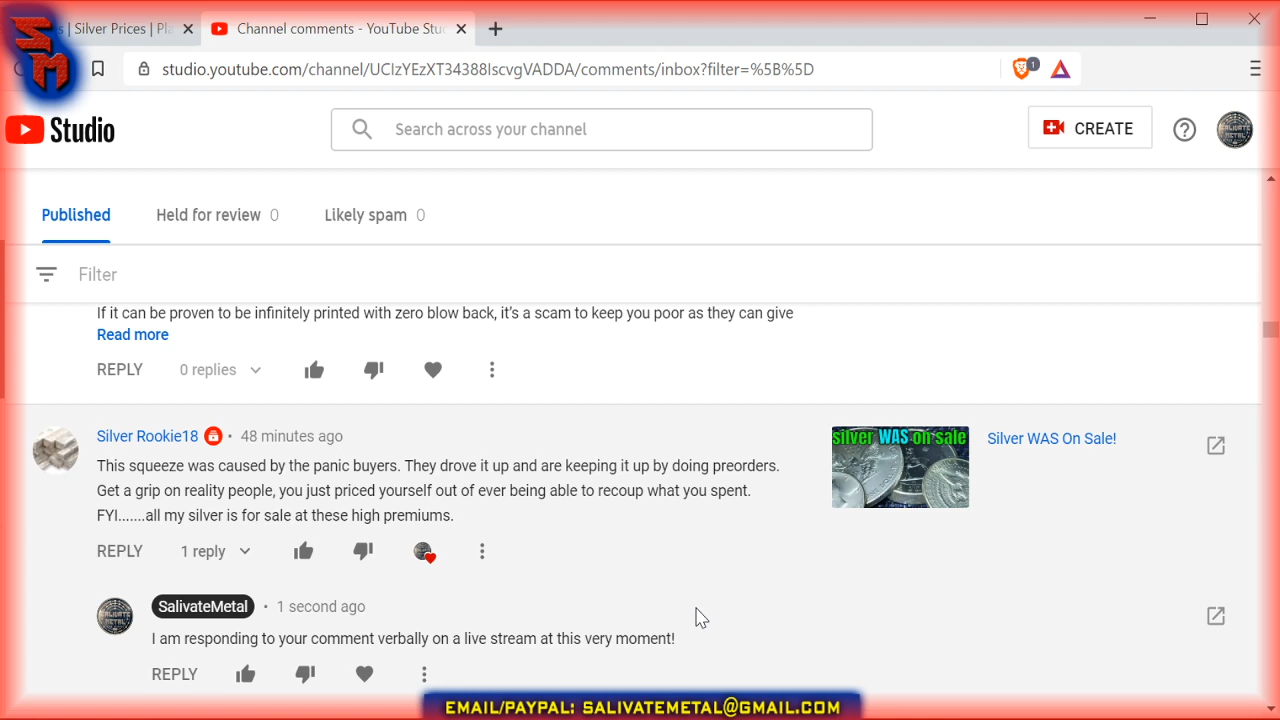 SM
s | Silver Prices | Pla
Channel comments - YouTube Stu
studio.youtube.com/channel/UCIzYEzXT34388IscvgVADDA/comments/inbox?filter=%5B%5D
1
Studio
Search across your channel
CREATE
Published
Held for review 0
Likely spam 0
Filter
If it can be proven to be infinitely printed with zero blow back, it's a scam to keep you poor as they can give
Read more
REPLY
0 replies
Silver Rookie18 • 48 minutes ago
This squeeze was caused by the panic buyers. They drove it up and are keeping it up by doing preorders.
Get a grip on reality people, you just priced yourself out of ever being able to recoup what you spent.
FYI.......all my silver is for sale at these high premiums.
silver WAS on sale
Silver WAS On Sale!
REPLY
1 reply
SalivateMetal • 1 second ago
I am responding to your comment verbally on a live stream at this very moment!
REPLY
EMAIL/PAYPAL: SALIVATEMETAL@GMAIL.COM